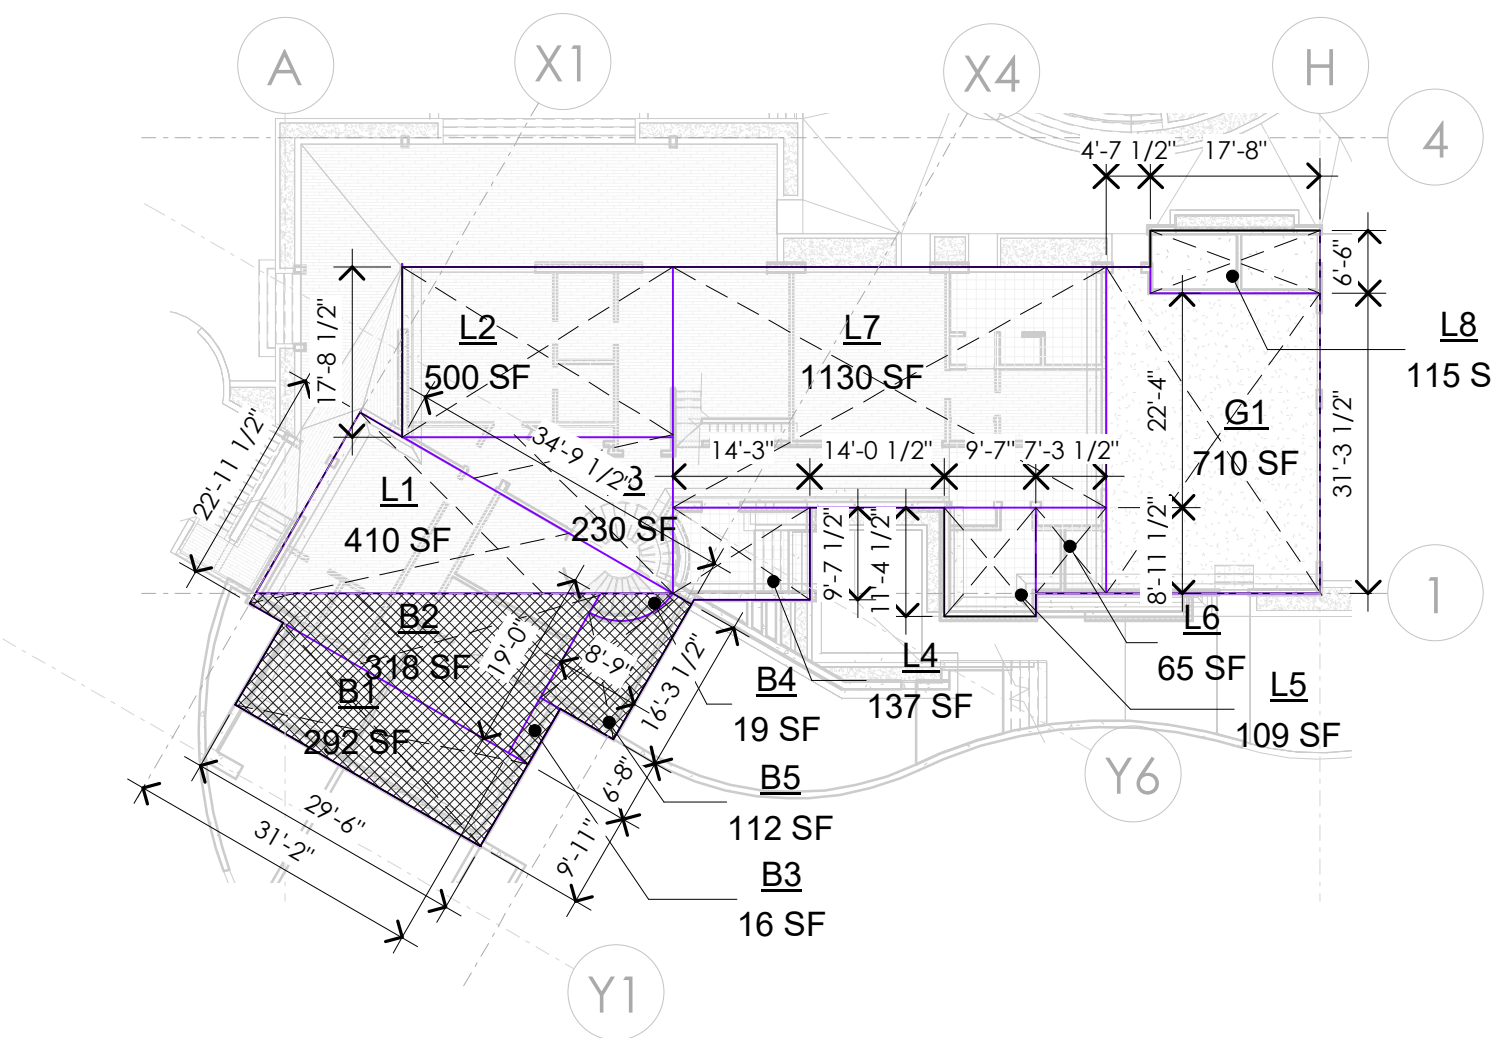 A
X1
X4
H
4
4'-7 1/2"
17'-8"
6'-6"
17'-8 1/2"
L2
500 SF
L7
1130 SF
L8
115 S
22'-4"
G1
710 SF
31'-3 1/2"
22'-11 1/2"
34'-9 1/2"
14'-3"
14'-0 1/2"
9'-7"
7'-3 1/2"
L1
410 SF
3
230 SF
9'-7 1/2"
11'-4 1/2"
8'-11 1/2"
1
B2
318 SF
19'-0"
8'-9"
16'-3 1/2"
B1
292 SF
B4
19 SF
L4
137 SF
L6
65 SF
L5
109 SF
Y6
6'-8"
B5
112 SF
29'-6"
31'-2"
9'-11"
B3
16 SF
Y1